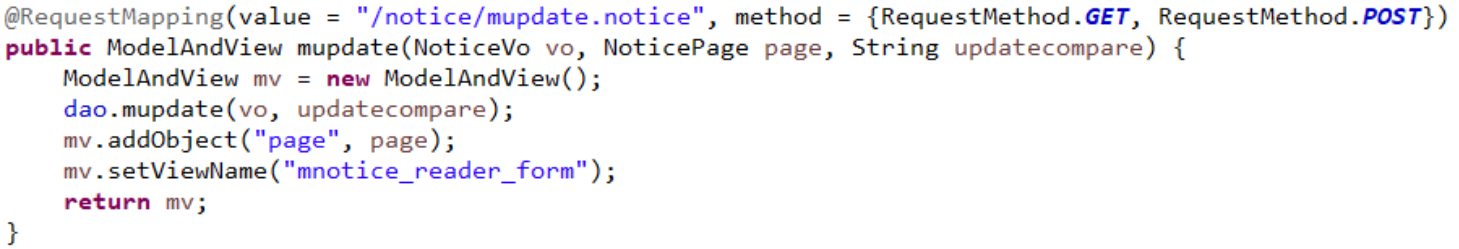 @RequestMapping(value = "/notice/mupdate.notice", method = {RequestMethod.GET, RequestMethod.POST})
public ModelAndView mupdate(NoticeVo vo, NoticePage page, String updatecompare) {
    ModelAndView mv = new ModelAndView();
    dao.mupdate(vo, updatecompare);
    mv.addObject("page", page);
    mv.setViewName("mnotice_reader_form");
    return mv;
}